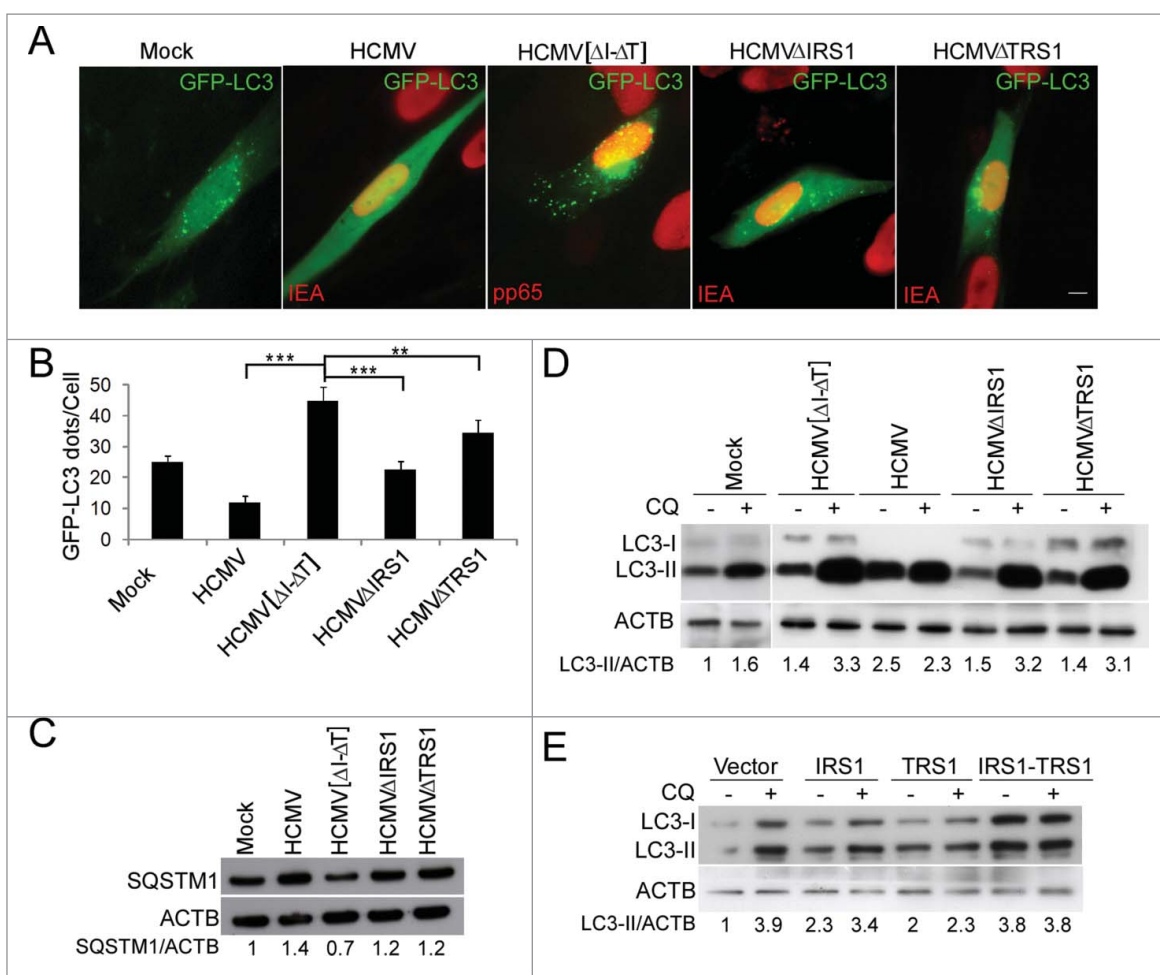 A
Mock HCMV HCMV[ΔI-ΔT] HCMVΔIRS1 HCMVΔTRS1
GFP-LC3 GFP-LC3 GFP-LC3 GFP-LC3 GFP-LC3
IEA pp65 IEA IEA
B
*** **
***
GFP-LC3 dots/Cell
50
40
30
20
10
0
Mock HCMV HCMV[ΔI-ΔT] HCMVΔIRS1 HCMVΔTRS1
C
Mock HCMV HCMV[ΔI-ΔT] HCMVΔIRS1 HCMVΔTRS1
SQSTM1
ACTB
SQSTM1/ACTB 1 1.4 0.7 1.2 1.2
D
Mock HCMV[ΔI-ΔT] HCMV HCMVΔIRS1 HCMVΔTRS1
CQ - + - + - + - + - +
LC3-I
LC3-II
ACTB
LC3-II/ACTB 1 1.6 1.4 3.3 2.5 2.3 1.5 3.2 1.4 3.1
E
Vector IRS1 TRS1 IRS1-TRS1
CQ - + - + - + - +
LC3-I
LC3-II
ACTB
LC3-II/ACTB 1 3.9 2.3 3.4 2 2.3 3.8 3.8